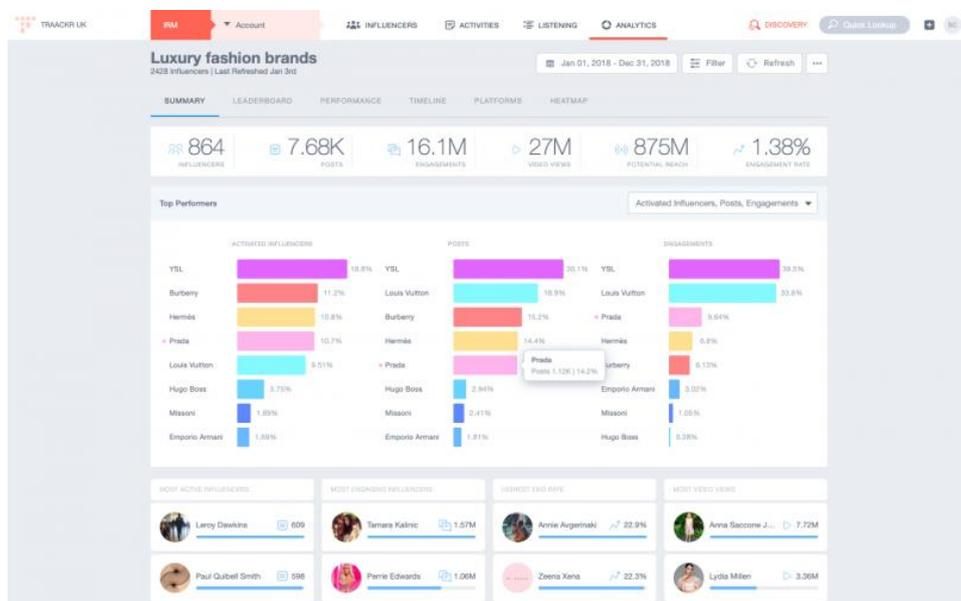 TRAACKR UK
IRM
Account
INFLUENCERS
ACTIVITIES
LISTENING
ANALYTICS
DISCOVERY
Quick Lookup
Luxury fashion brands
2428 Influencers | Last Refreshed Jan 3rd
Jan 01, 2018 - Dec 31, 2018
Filter
Refresh
SUMMARY LEADERBOARD PERFORMANCE TIMELINE PLATFORMS HEATMAP
864 7.68K 16.1M 27M 875M 1.38%
INFLUENCERS POSTS ENGAGEMENTS VIDEO VIEWS POTENTIAL REACH ENGAGEMENT RATE
Top Performers
Activated Influencers, Posts, Engagements
ACTIVATED INFLUENCERS
YSL 18.8%
Burberry 11.2%
Hermès 10.8%
Prada 10.7%
Louis Vuitton 9.51%
Hugo Boss 3.75%
Missoni 1.89%
Emporio Armani 1.69%
POSTS
YSL 30.1%
Louis Vuitton 18.9%
Burberry 15.2%
Hermès 14.4%
Prada
Hugo Boss 2.94%
Missoni 2.41%
Emporio Armani 1.81%
Prada
Posts 1.12K | 14.2%
ENGAGEMENTS
YSL 39.5%
Louis Vuitton 33.8%
Prada 9.64%
Hermès 6.8%
urberry 6.13%
Emporio Armani 3.02%
Missoni 1.05%
Hugo Boss 0.38%
MOST ACTIVE INFLUENCERS
Leroy Dawkins 609
Paul Quibell Smith 598
MOST ENGAGING INFLUENCERS
Tamara Kalinic 1.57M
Perrie Edwards 1.06M
HIGHEST ENG RATE
Annie Avgerinaki 22.9%
Zeena Xena 22.3%
MOST VIDEO VIEWS
Anna Saccone J... 7.72M
Lydia Millen 3.36M